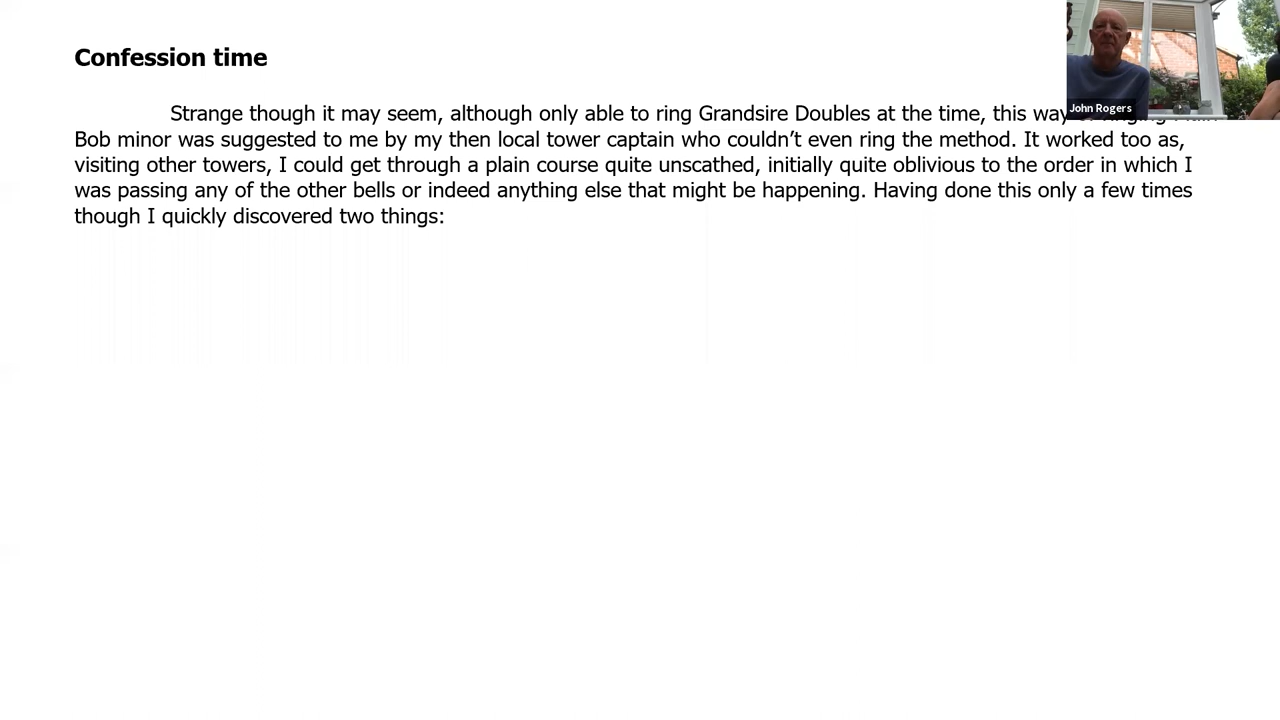 Confession time
John Rogers
Strange though it may seem, although only able to ring Grandsire Doubles at the time, this way
Bob minor was suggested to me by my then local tower captain who couldn’t even ring the method. It worked too as,
visiting other towers, I could get through a plain course quite unscathed, initially quite oblivious to the order in which I
was passing any of the other bells or indeed anything else that might be happening. Having done this only a few times
though I quickly discovered two things: